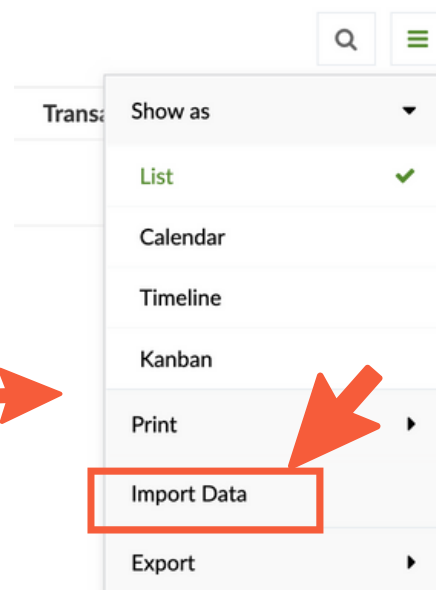 Transa
Show as
List
Calendar
Timeline
Kanban
Print
Import Data
Export